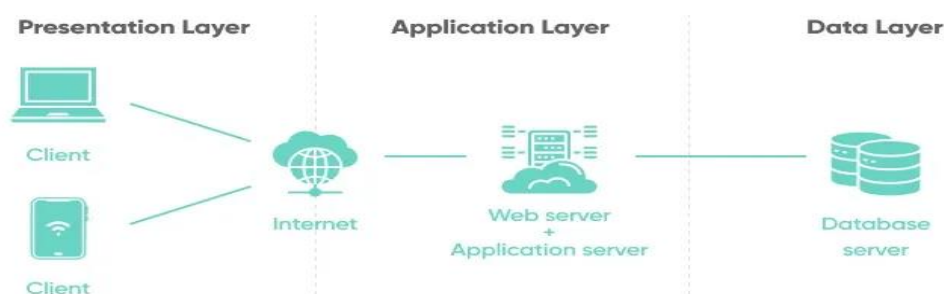 Presentation Layer
Application Layer
Data Layer
Client
Internet
Web server
+
Application server
Database
server
Client